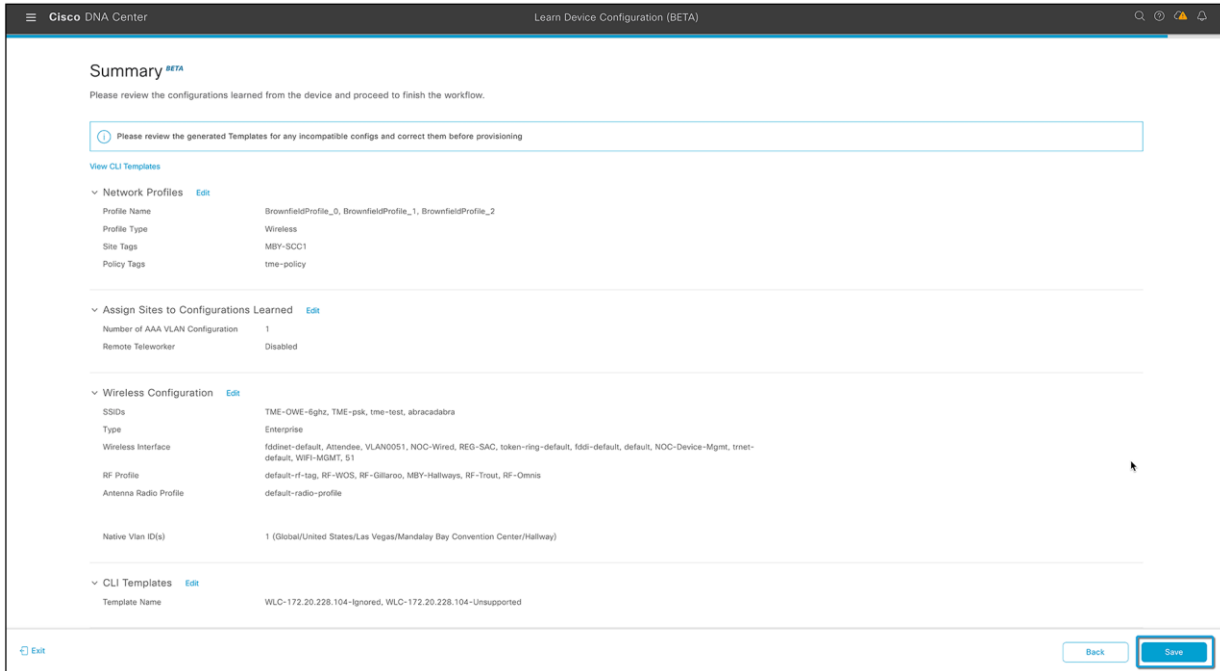 Cisco DNA Center
Learn Device Configuration (BETA)
Summary BETA
Please review the configurations learned from the device and proceed to finish the workflow.
Please review the generated Templates for any incompatible configs and correct them before provisioning
View CLI Templates
Network Profiles Edit
Profile Name BrownfieldProfile_0, BrownfieldProfile_1, BrownfieldProfile_2
Profile Type Wireless
Site Tags MBY-SCC1
Policy Tags tme-policy
Assign Sites to Configurations Learned Edit
Number of AAA VLAN Configuration 1
Remote Teleworker Disabled
Wireless Configuration Edit
SSIDs TME-OWE-6ghz, TME-psk, tme-test, abracadabra
Type Enterprise
Wireless Interface fddinet-default, Attendee, VLAN0051, NOC-Wired, REG-SAC, token-ring-default, fddi-default, default, NOC-Device-Mgmt, trnet-
default, WIFI-MGMT, 51
RF Profile default-rf-tag, RF-WOS, RF-Gillaroo, MBY-Hallways, RF-Trout, RF-Omnis
Antenna Radio Profile default-radio-profile
Native Vlan ID(s) 1 (Global/United States/Las Vegas/Mandalay Bay Convention Center/Hallway)
CLI Templates Edit
Template Name WLC-172.20.228.104-Ignored, WLC-172.20.228.104-Unsupported
Exit
Back
Save